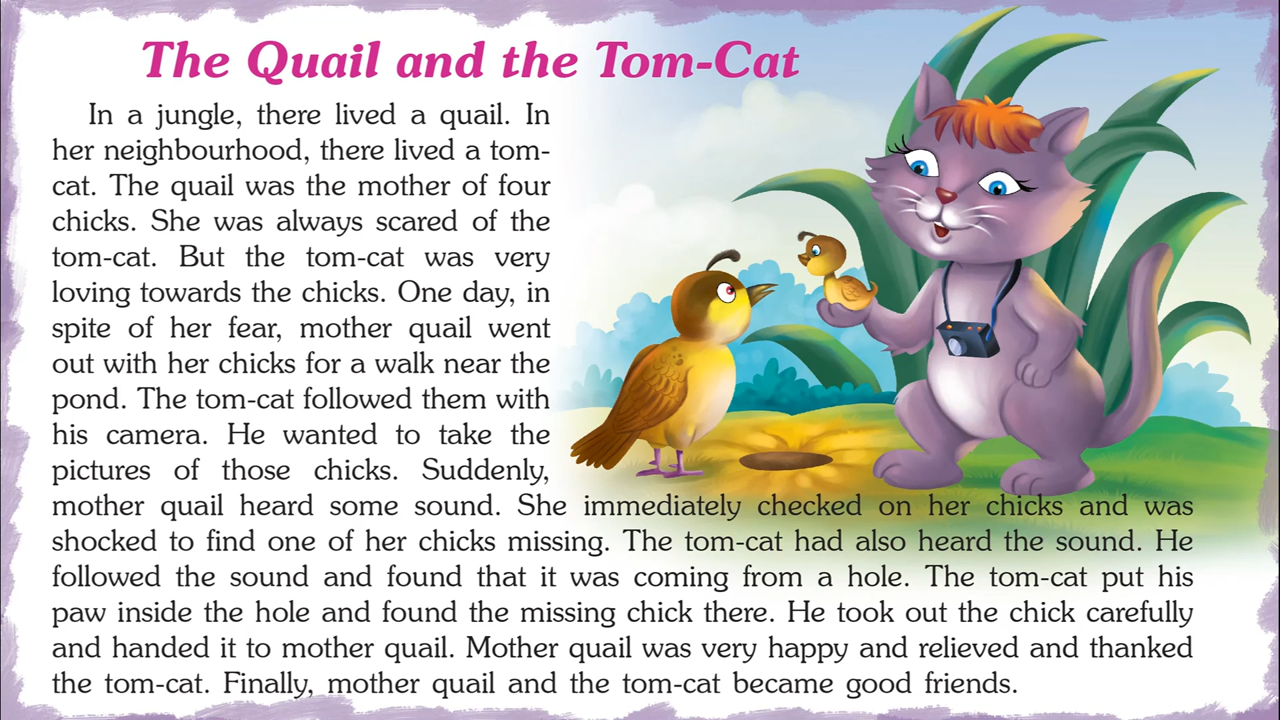 The Quail and the Tom-Cat
In a jungle, there lived a quail. In
her neighbourhood, there lived a tom-
cat. The quail was the mother of four
chicks. She was always scared of the
tom-cat. But the tom-cat was very
loving towards the chicks. One day, in
spite of her fear, mother quail went
out with her chicks for a walk near the
pond. The tom-cat followed them with
his camera. He wanted to take the
pictures of those chicks. Suddenly,
mother quail heard some sound. She immediately checked on her chicks and was
shocked to find one of her chicks missing. The tom-cat had also heard the sound. He
followed the sound and found that it was coming from a hole. The tom-cat put his
paw inside the hole and found the missing chick there. He took out the chick carefully
and handed it to mother quail. Mother quail was very happy and relieved and thanked
the tom-cat. Finally, mother quail and the tom-cat became good friends.